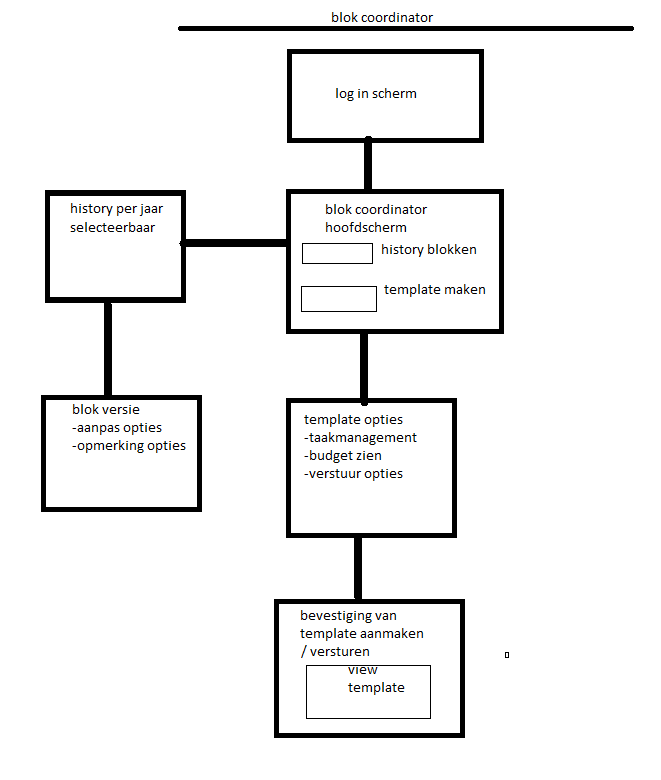 blok coordinator
log in scherm
history per jaar
selecteerbaar
blok coordinator
hoofdscherm
history blokken
template maken
blok versie
-aanpas opties
-opmerking opties
template opties
-taakmanagement
-budget zien
-verstuur opties
bevestiging van
template aanmaken
/ versturen
view
template